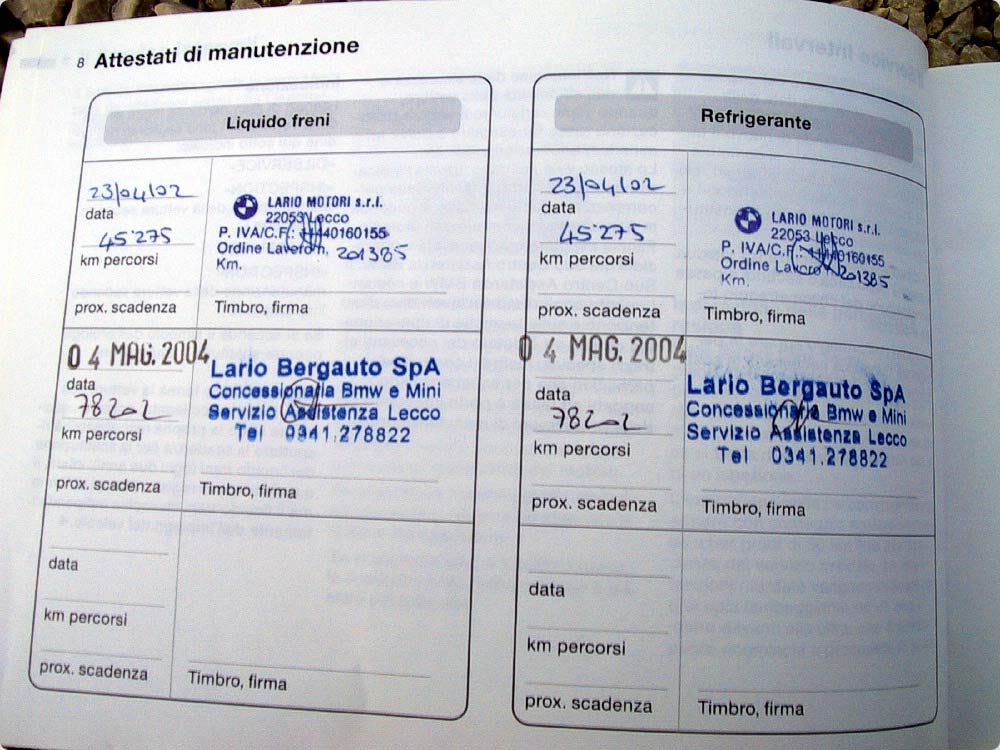 8 Attestati di manutenzione
Liquido freni
23/04/02
data
45275
km percorsi
prox. scadenza
LARIO MOTORI s.r.l.
22053 Lecco
P. IVA/C.F.: 40160155
Ordine Lavoro n. 201385
Km.
Timbro, firma
04 MAG. 2004
data
78202
km percorsi
prox. scadenza
Lario Bergauto SpA
Concessionaria Bmw e Mini
Servizio Assistenza Lecco
Tel 0341.278822
Timbro, firma
data
km percorsi
prox. scadenza
Timbro, firma
Refrigerante
23/04/02
data
45275
km percorsi
prox. scadenza
LARIO MOTORI s.r.l.
22053 Lecco
P. IVA/C.F.: 40160155
Ordine Lavoro n. 201385
Km.
Timbro, firma
04 MAG. 2004
data
78202
km percorsi
prox. scadenza
Lario Bergauto SpA
Concessionaria Bmw e Mini
Servizio Assistenza Lecco
Tel 0341.278822
Timbro, firma
data
km percorsi
prox. scadenza
Timbro, firma